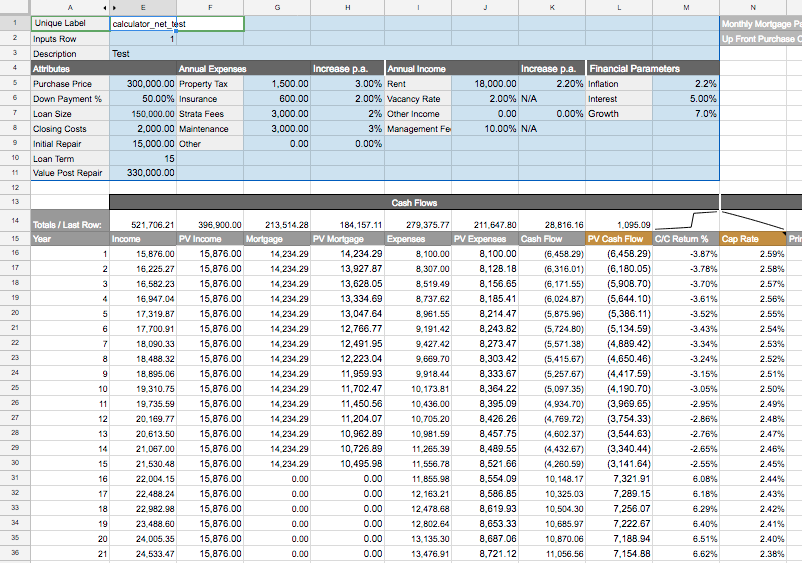 A E F G H I J K L M N
1 Unique Label calculator_net_test Monthly Mortgage
2 Inputs Row 1 Up Front Purchase
3 Description Test
4 Attributes Annual Expenses Increase p.a. Annual Income Increase p.a. Financial Parameters
5 Purchase Price 300,000.00 Property Tax 1,500.00 3.00% Rent 18,000.00 2.20% Inflation 2.2%
6 Down Payment % 50.00% Insurance 600.00 2.00% Vacancy Rate 2.00% N/A Interest 5.00%
7 Loan Size 150,000.00 Strata Fees 3,000.00 2% Other Income 0.00 0.00% Growth 7.0%
8 Closing Costs 2,000.00 Maintenance 3,000.00 3% Management Fe 10.00% N/A
9 Initial Repair 15,000.00 Other 0.00 0.00%
10 Loan Term 15
11 Value Post Repair 330,000.00
12
13 Cash Flows
14 Totals / Last Row: 521,706.21 396,900.00 213,514.28 184,157.11 279,375.77 211,647.80 28,816.16 1,095.09
15 Year Income PV Income Mortgage PV Mortgage Expenses PV Expenses Cash Flow PV Cash Flow C/C Return % Cap Rate Prin
16 1 15,876.00 15,876.00 14,234.29 14,234.29 8,100.00 8,100.00 (6,458.29) (6,458.29) -3.87% 2.59%
17 2 16,225.27 15,876.00 14,234.29 13,927.87 8,307.00 8,128.18 (6,316.01) (6,180.05) -3.78% 2.58%
18 3 16,582.23 15,876.00 14,234.29 13,628.05 8,519.49 8,156.65 (6,171.55) (5,908.70) -3.70% 2.57%
19 4 16,947.04 15,876.00 14,234.29 13,334.69 8,737.62 8,185.41 (6,024.87) (5,644.10) -3.61% 2.56%
20 5 17,319.87 15,876.00 14,234.29 13,047.64 8,961.55 8,214.47 (5,875.96) (5,386.11) -3.52% 2.55%
21 6 17,700.91 15,876.00 14,234.29 12,766.77 9,191.42 8,243.82 (5,724.80) (5,134.59) -3.43% 2.54%
22 7 18,090.33 15,876.00 14,234.29 12,491.95 9,427.42 8,273.47 (5,571.38) (4,889.42) -3.34% 2.53%
23 8 18,488.32 15,876.00 14,234.29 12,223.04 9,669.70 8,303.42 (5,415.67) (4,650.46) -3.24% 2.52%
24 9 18,895.06 15,876.00 14,234.29 11,959.93 9,918.44 8,333.67 (5,257.67) (4,417.59) -3.15% 2.51%
25 10 19,310.75 15,876.00 14,234.29 11,702.47 10,173.81 8,364.22 (5,097.35) (4,190.70) -3.05% 2.50%
26 11 19,735.59 15,876.00 14,234.29 11,450.56 10,436.00 8,395.09 (4,934.70) (3,969.65) -2.95% 2.49%
27 12 20,169.77 15,876.00 14,234.29 11,204.07 10,705.20 8,426.26 (4,769.72) (3,754.33) -2.86% 2.48%
28 13 20,613.50 15,876.00 14,234.29 10,962.89 10,981.59 8,457.75 (4,602.37) (3,544.63) -2.76% 2.47%
29 14 21,067.00 15,876.00 14,234.29 10,726.89 11,265.39 8,489.55 (4,432.67) (3,340.44) -2.65% 2.46%
30 15 21,530.48 15,876.00 14,234.29 10,495.98 11,556.78 8,521.66 (4,260.59) (3,141.64) -2.55% 2.45%
31 16 22,004.15 15,876.00 0.00 0.00 11,855.98 8,554.09 10,148.17 7,321.91 6.08% 2.44%
32 17 22,488.24 15,876.00 0.00 0.00 12,163.21 8,586.85 10,325.03 7,289.15 6.18% 2.43%
33 18 22,982.98 15,876.00 0.00 0.00 12,478.68 8,619.93 10,504.30 7,256.07 6.29% 2.42%
34 19 23,488.60 15,876.00 0.00 0.00 12,802.64 8,653.33 10,685.97 7,222.67 6.40% 2.41%
35 20 24,005.35 15,876.00 0.00 0.00 13,135.30 8,687.06 10,870.06 7,188.94 6.51% 2.40%
36 21 24,533.47 15,876.00 0.00 0.00 13,476.91 8,721.12 11,056.56 7,154.88 6.62% 2.38%